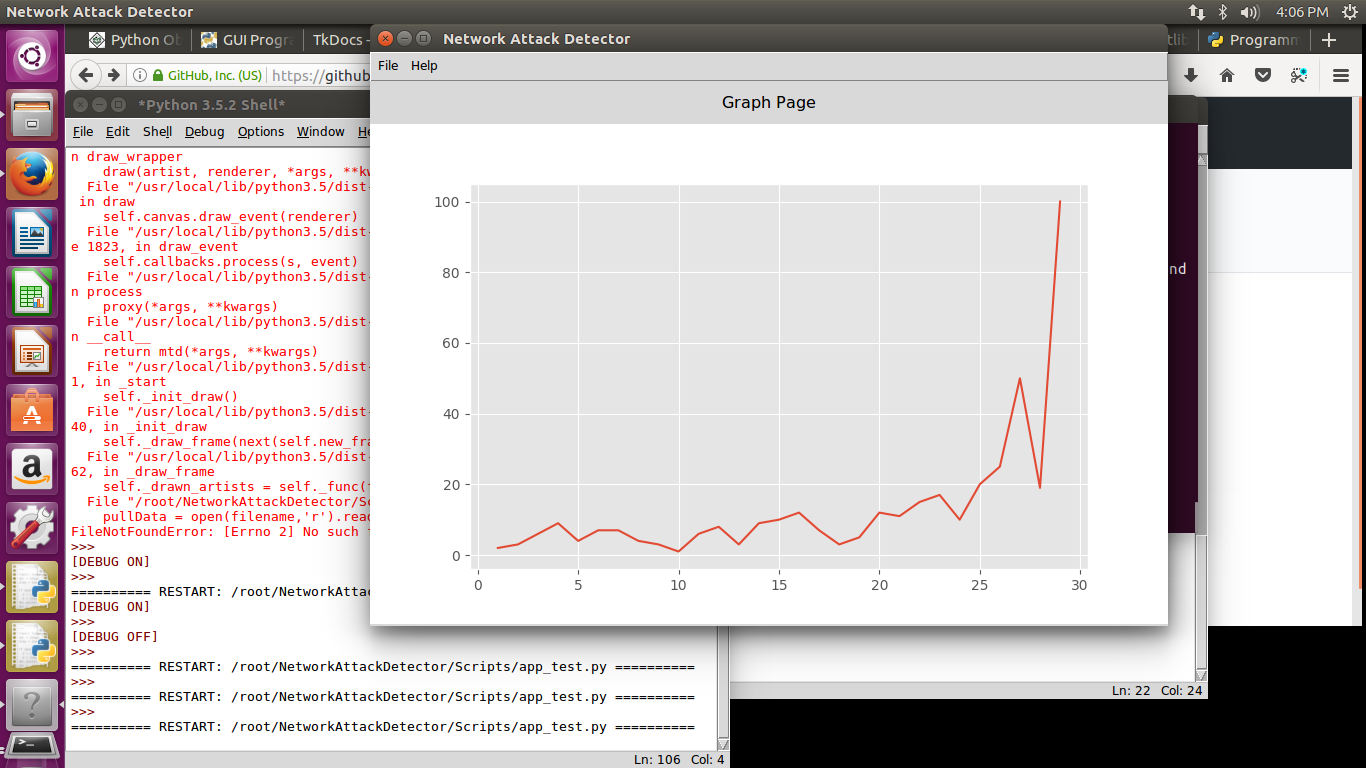 Network Attack Detector
4:06 PM
Python Ob
GUI Progra
TkDocs -
tlib
Programm
GitHub, Inc. (US)
https://github
*Python 3.5.2 Shell*
File Edit Shell Debug Options Window He
n draw_wrapper
draw(artist, renderer, *args, **kw
File "/usr/local/lib/python3.5/dist-
in draw
self.canvas.draw_event(renderer)
File "/usr/local/lib/python3.5/dist-
e 1823, in draw_event
self.callbacks.process(s, event)
File "/usr/local/lib/python3.5/dist-
n process
proxy(*args, **kwargs)
File "/usr/local/lib/python3.5/dist-
n __call__
return mtd(*args, **kwargs)
File "/usr/local/lib/python3.5/dist-
1, in _start
self._init_draw()
File "/usr/local/lib/python3.5/dist-
40, in _init_draw
self._draw_frame(next(self.new_fra
File "/usr/local/lib/python3.5/dist-
62, in _draw_frame
self._drawn_artists = self._func(f
File "/root/NetworkAttackDetector/Sc
pullData = open(filename,'r').read
FileNotFoundError: [Errno 2] No such f
>>>
[DEBUG ON]
>>>
========== RESTART: /root/NetworkAttac
[DEBUG ON]
>>>
[DEBUG OFF]
>>>
========== RESTART: /root/NetworkAttackDetector/Scripts/app_test.py ==========
>>>
========== RESTART: /root/NetworkAttackDetector/Scripts/app_test.py ==========
>>>
========== RESTART: /root/NetworkAttackDetector/Scripts/app_test.py ==========
Ln: 106 Col: 4
Network Attack Detector
File Help
Graph Page
100
80
60
40
20
0
0 5 10 15 20 25 30
nd
Ln: 22 Col: 24